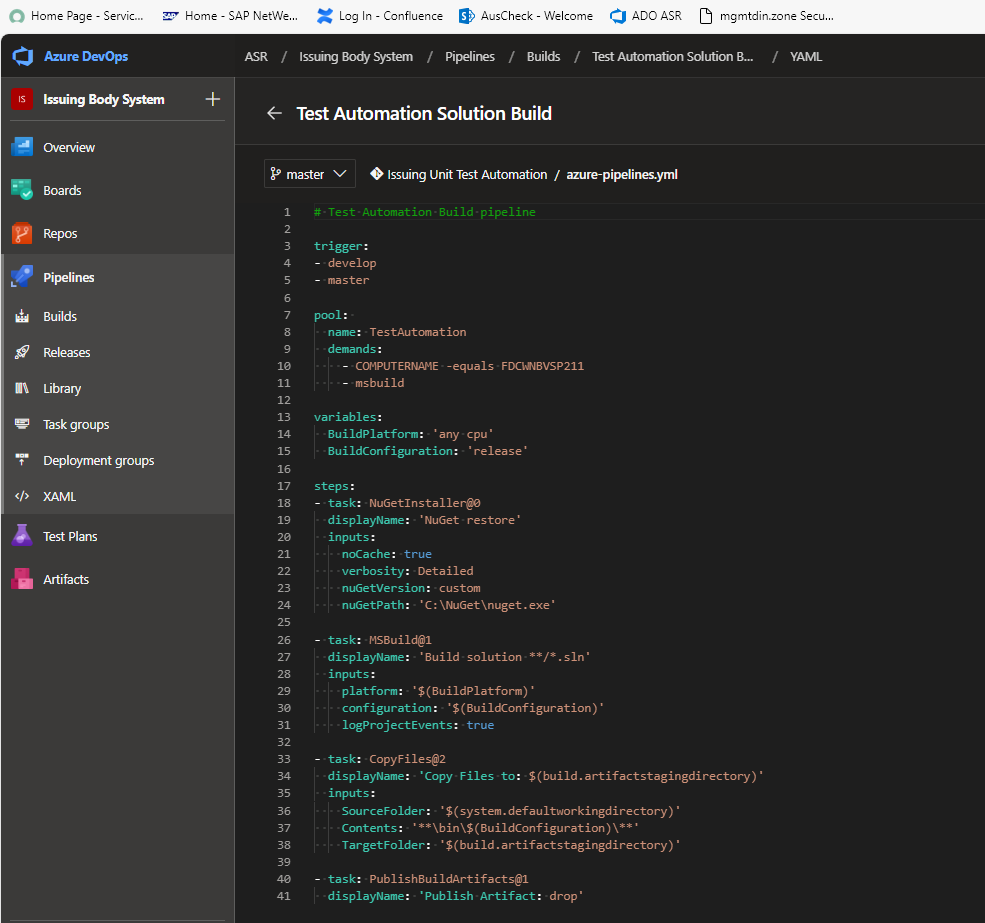 Home Page - Servic... Home - SAP NetWe... Log In - Confluence AusCheck - Welcome ADO ASR mgmtdin.zone Secu...
Azure DevOps ASR / Issuing Body System / Pipelines / Builds / Test Automation Solution B... / YAML
IS Issuing Body System +
Overview
Boards
Repos
Pipelines
Builds
Releases
Library
Task groups
Deployment groups
XAML
Test Plans
Artifacts
Test Automation Solution Build
master Issuing Unit Test Automation / azure-pipelines.yml
1 # Test Automation Build pipeline
2
3 trigger:
4 - develop
5 - master
6
7 pool:
8   name: TestAutomation
9   demands:
10     - COMPUTERNAME -equals FDCWNBVSP211
11     - msbuild
12
13 variables:
14   BuildPlatform: 'any cpu'
15   BuildConfiguration: 'release'
16
17 steps:
18 - task: NuGetInstaller@0
19   displayName: 'NuGet restore'
20   inputs:
21     noCache: true
22     verbosity: Detailed
23     nuGetVersion: custom
24     nuGetPath: 'C:\NuGet\nuget.exe'
25
26 - task: MSBuild@1
27   displayName: 'Build solution **/*.sln'
28   inputs:
29     platform: '$(BuildPlatform)'
30     configuration: '$(BuildConfiguration)'
31     logProjectEvents: true
32
33 - task: CopyFiles@2
34   displayName: 'Copy Files to: $(build.artifactstagingdirectory)'
35   inputs:
36     SourceFolder: '$(system.defaultworkingdirectory)'
37     Contents: '**\bin\$(BuildConfiguration)\**'
38     TargetFolder: '$(build.artifactstagingdirectory)'
39
40 - task: PublishBuildArtifacts@1
41   displayName: 'Publish Artifact: drop'